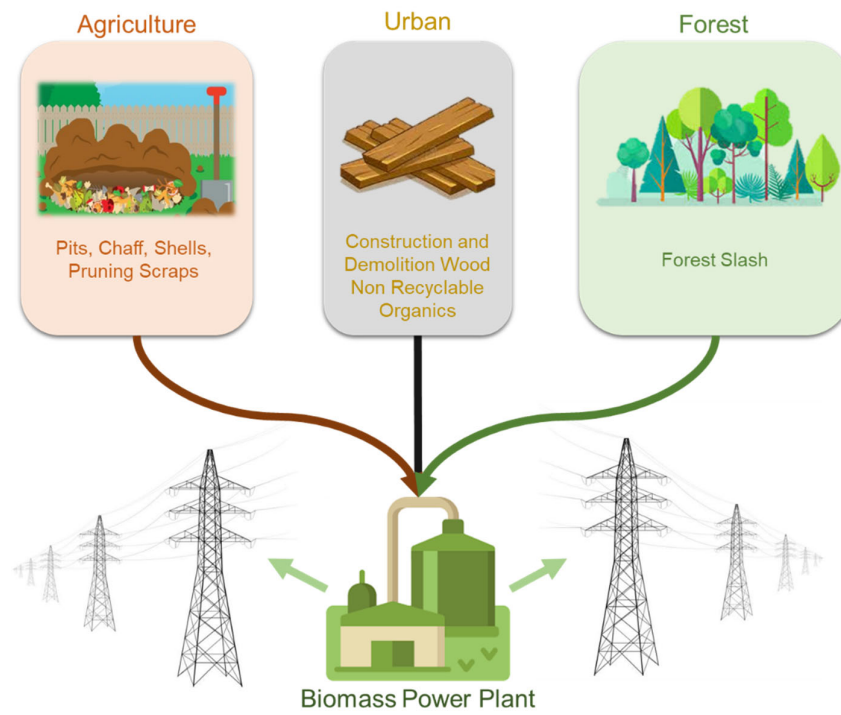 Agriculture
Urban
Forest
Pits, Chaff, Shells,
Pruning Scraps
Construction and
Demolition Wood
Non Recyclable
Organics
Forest Slash
Biomass Power Plant